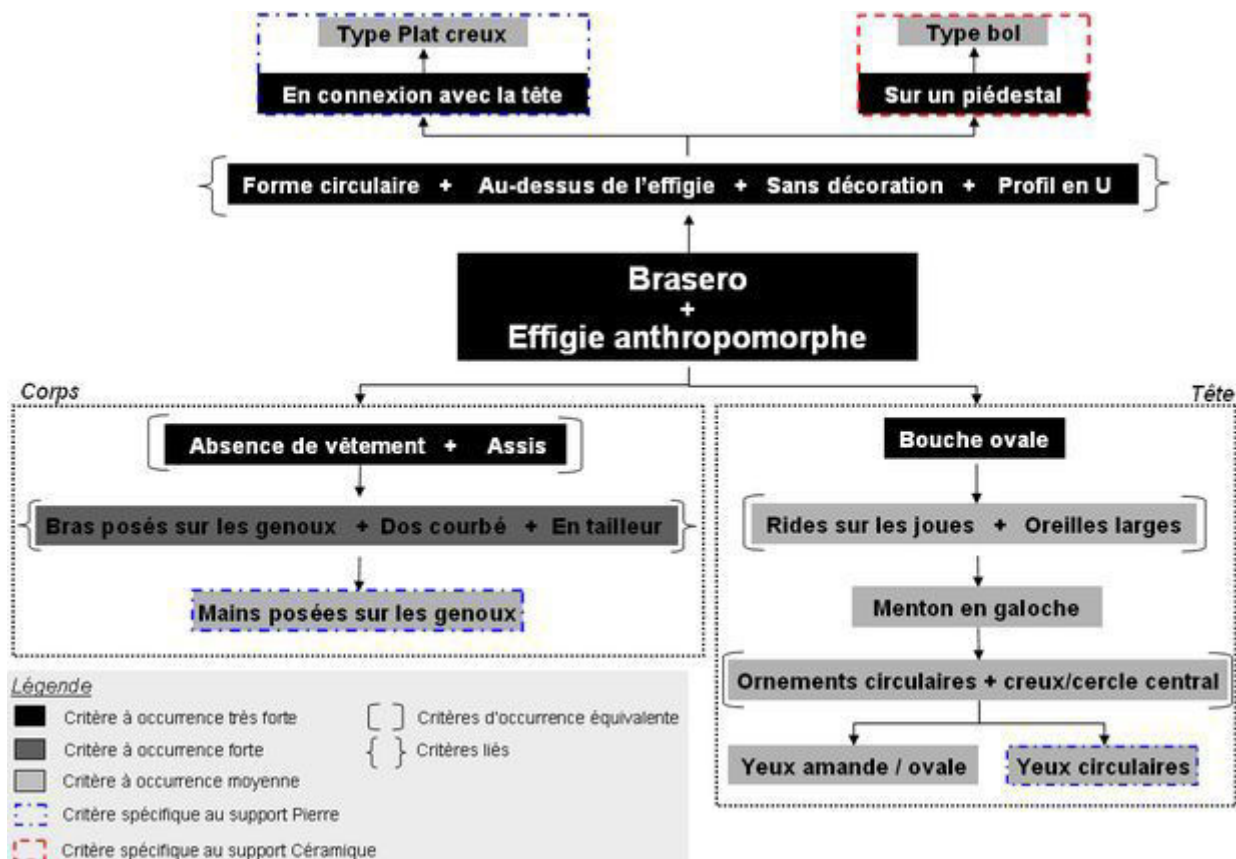 Type Plat creux
Type bol
En connexion avec la tête
Sur un piédestal
Forme circulaire + Au-dessus de l'effigie + Sans décoration + Profil en U
Brasero
+
Effigie anthropomorphe
Corps
Tête
Absence de vêtement + Assis
Bouche ovale
Bras posés sur les genoux + Dos courbé + En tailleur
Rides sur les joues + Oreilles larges
Mains posées sur les genoux
Menton en galoche
Ornements circulaires + creux/cercle central
Yeux amande / ovale
Yeux circulaires
Légende
Critère à occurrence très forte
Critères d'occurrence équivalente
Critère à occurrence forte
Critères liés
Critère à occurrence moyenne
Critère spécifique au support Pierre
Critère spécifique au support Céramique